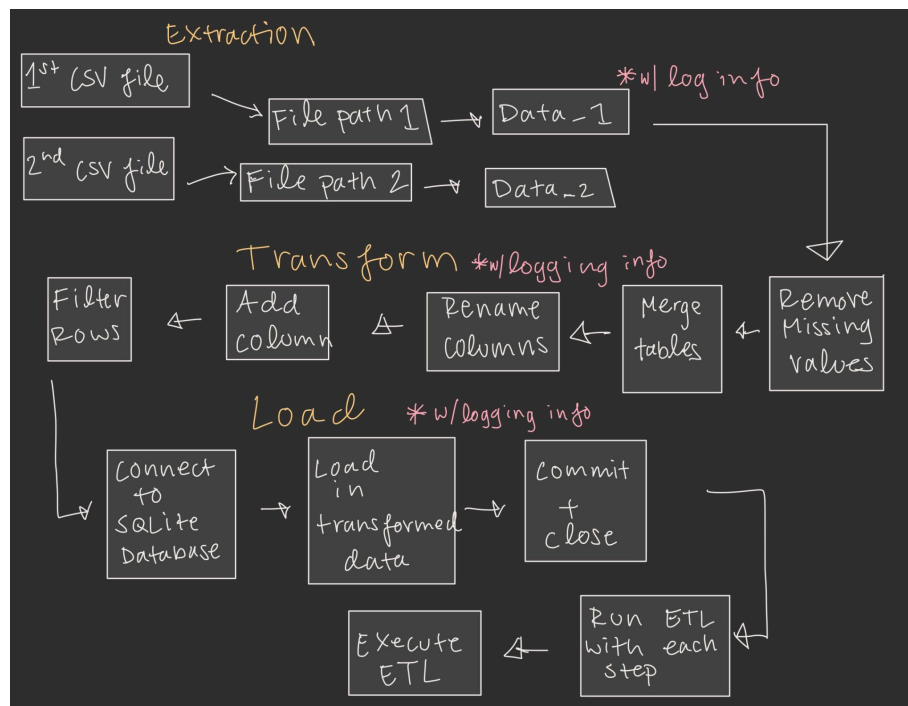 Extraction
1st CSV file
* w/ log info
File path 1
Data_1
2nd CSV file
File path 2
Data_2
Transform
* w/logging info
Filter
Rows
Add
column
Rename
columns
Merge
tables
Remove
Missing
values
Load
* w/logging info
Connect
to
SQLite
Database
Load
in
transformed
data
Commit
+
close
Run ETL
with each
step
Execute
ETL